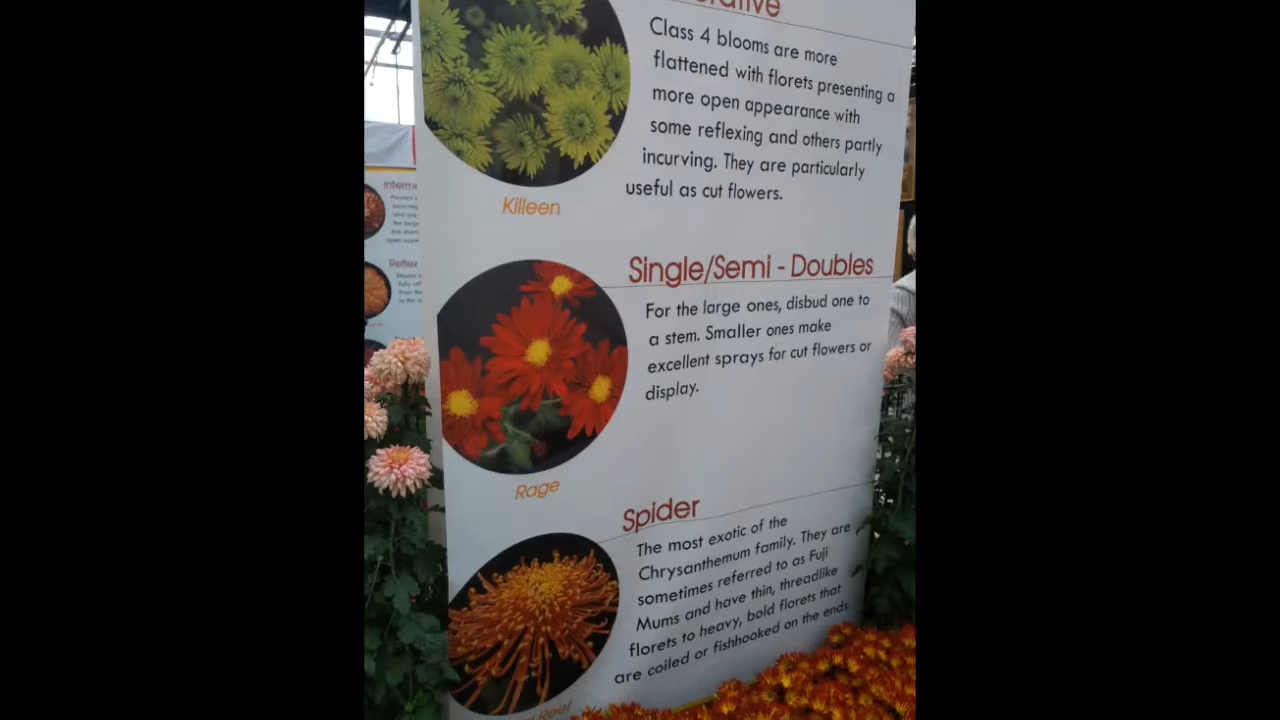 Class 4 blooms are more
flattened with florets presenting a
more open appearance with
some reflexing and others partly
incurving. They are particularly
useful as cut flowers.
Killeen
Single/Semi - Doubles
For the large ones, disbud one to
a stem. Smaller ones make
excellent sprays for cut flowers or
display.
Rage
Spider
The most exotic of the
Chrysanthemum family. They are
sometimes referred to as Fuji
Mums and have thin, threadlike
florets to heavy, bold florets that
are coiled or fishhooked on the ends.
Reef